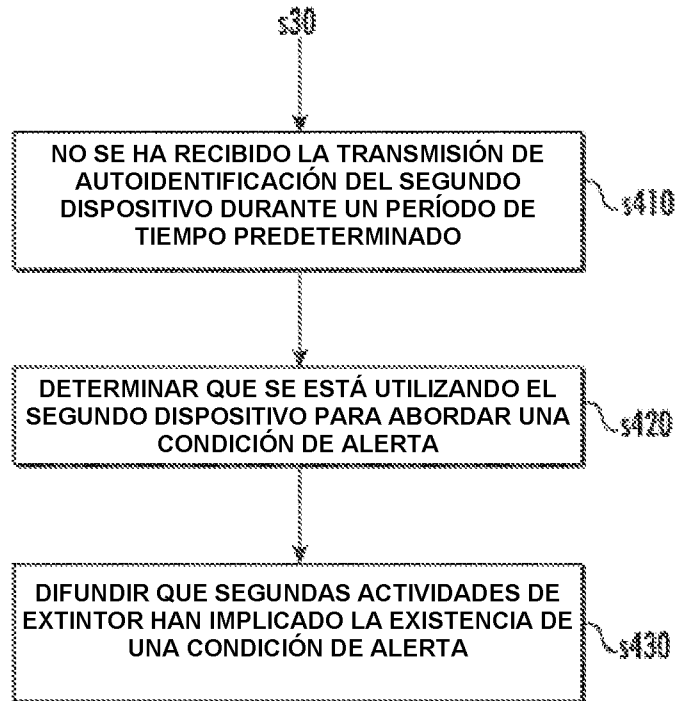 s30
NO SE HA RECIBIDO LA TRANSMISIÓN DE
AUTOIDENTIFICACIÓN DEL SEGUNDO
DISPOSITIVO DURANTE UN PERÍODO DE
TIEMPO PREDETERMINADO
s410
DETERMINAR QUE SE ESTÁ UTILIZANDO EL
SEGUNDO DISPOSITIVO PARA ABORDAR UNA
CONDICIÓN DE ALERTA
s420
DIFUNDIR QUE SEGUNDAS ACTIVIDADES DE
EXTINTOR HAN IMPLICADO LA EXISTENCIA DE
UNA CONDICIÓN DE ALERTA
s430